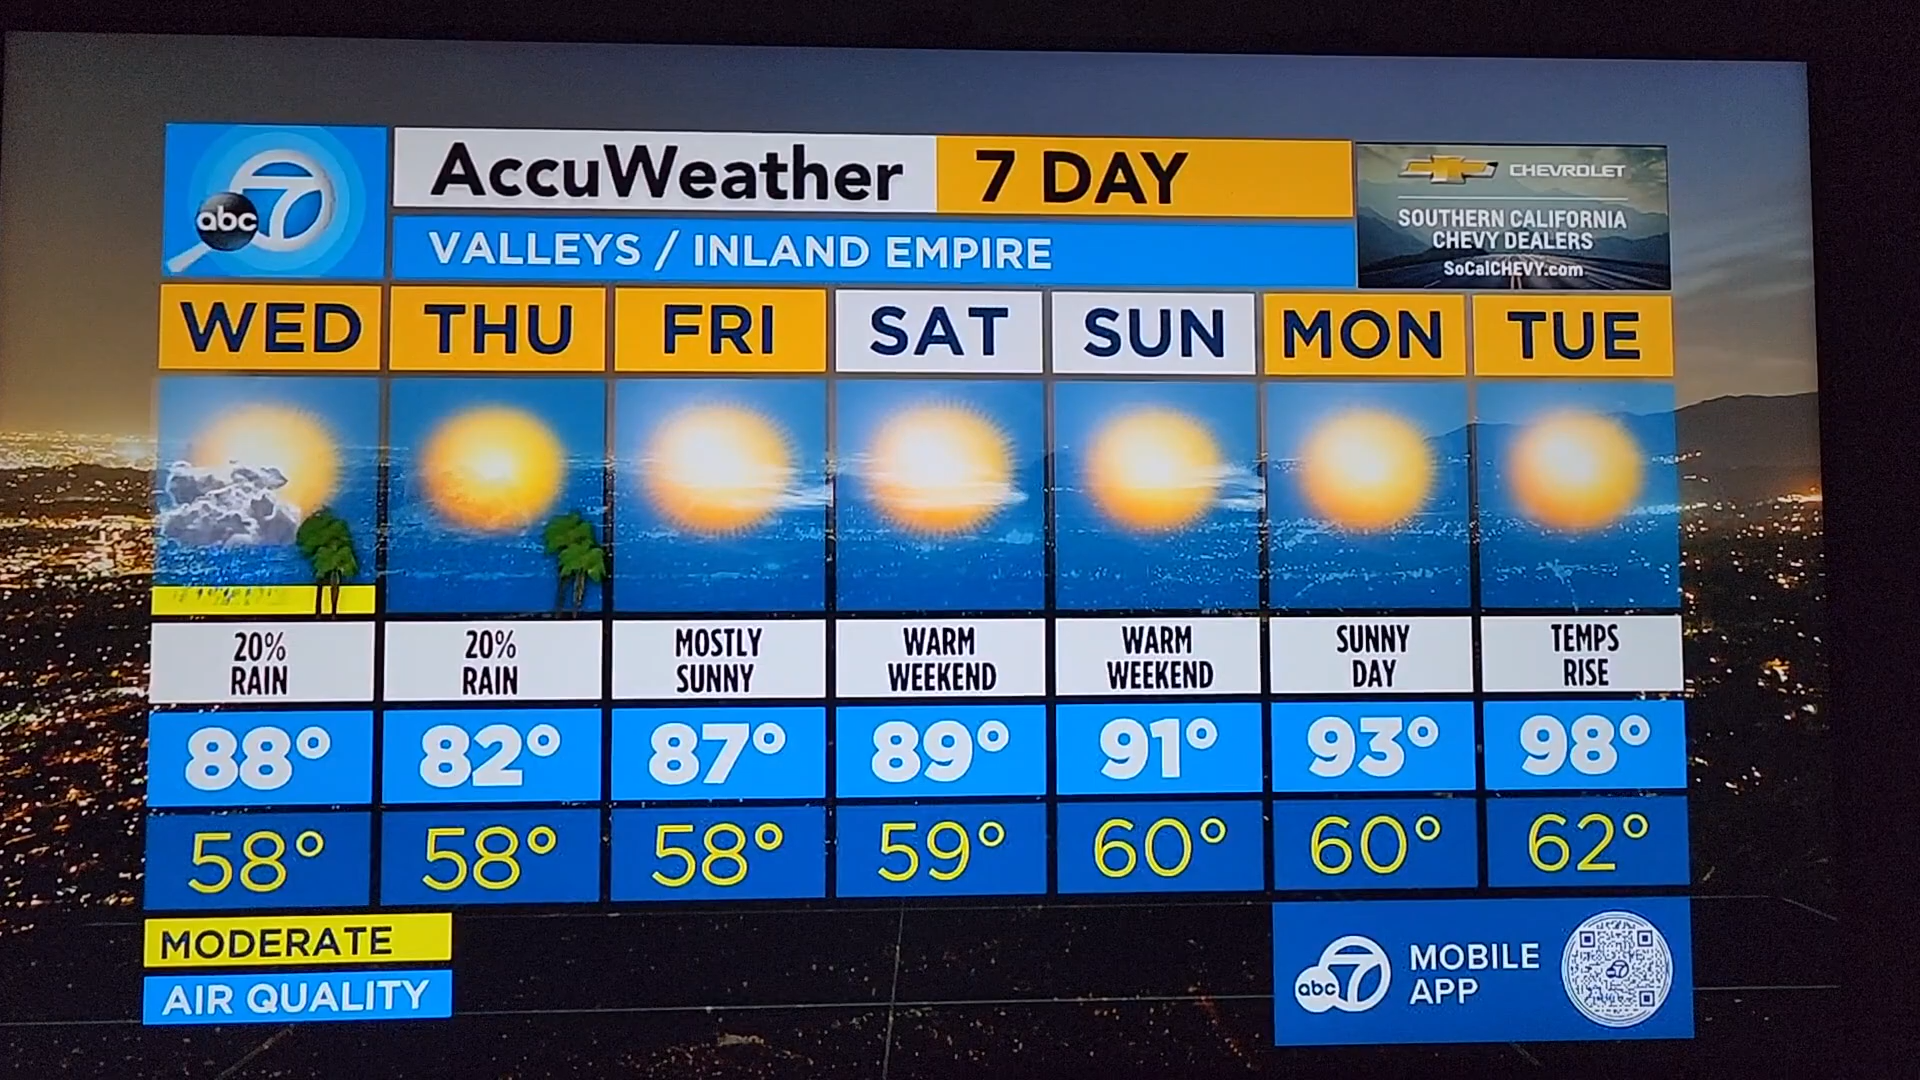 abc 7
AccuWeather 7 DAY
VALLEYS / INLAND EMPIRE
CHEVROLET
SOUTHERN CALIFORNIA
CHEVY DEALERS
SoCalCHEVY.com
WED THU FRI SAT SUN MON TUE
20% RAIN
20% RAIN
MOSTLY SUNNY
WARM WEEKEND
WARM WEEKEND
SUNNY DAY
TEMPS RISE
88° 82° 87° 89° 91° 93° 98°
58° 58° 58° 59° 60° 60° 62°
MODERATE
AIR QUALITY
abc 7
MOBILE
APP